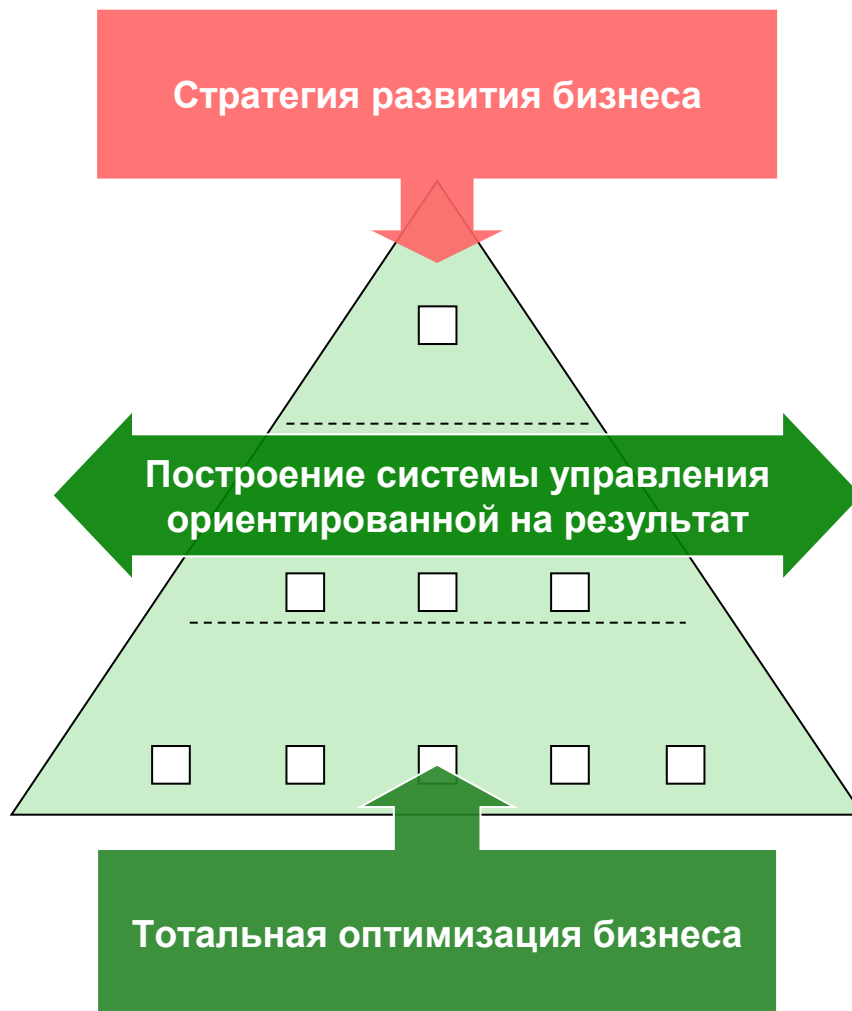 Стратегия развития бизнеса
Построение системы управления
ориентированной на результат
Тотальная оптимизация бизнеса